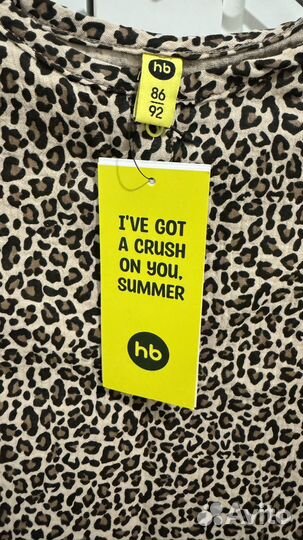 hb
86
92
I'VE GOT
A CRUSH
ON YOU,
SUMMER
hb
Avito